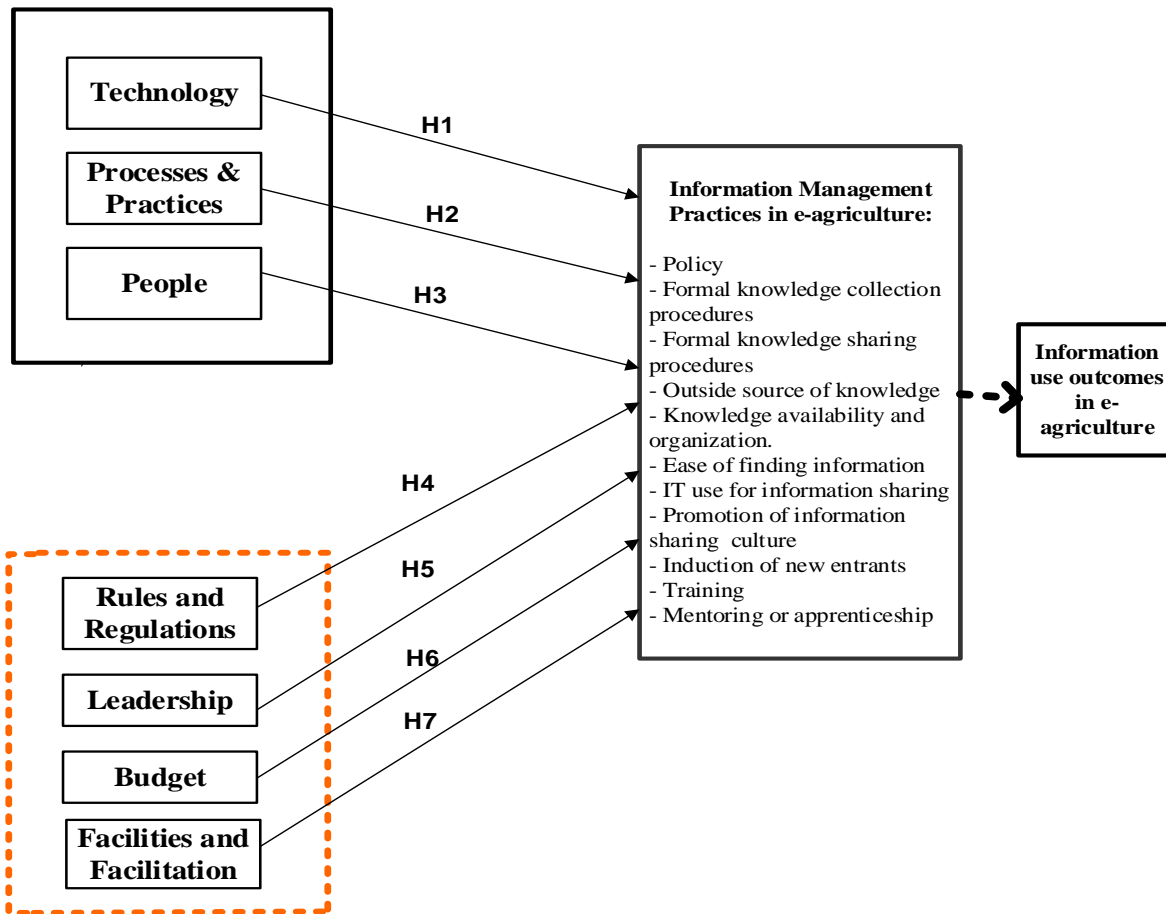 Technology
Processes &
Practices
People
H1
H2
H3
H4
H5
H6
H7
Rules and
Regulations
Leadership
Budget
Facilities and
Facilitation
Information Management
Practices in e-agriculture:
- Policy
- Formal knowledge collection
procedures
- Formal knowledge sharing
procedures
- Outside source of knowledge
- Knowledge availability and
organization.
- Ease of finding information
- IT use for information sharing
- Promotion of information
sharing culture
- Induction of new entrants
- Training
- Mentoring or apprenticeship
Information
use outcomes
in e-
agriculture